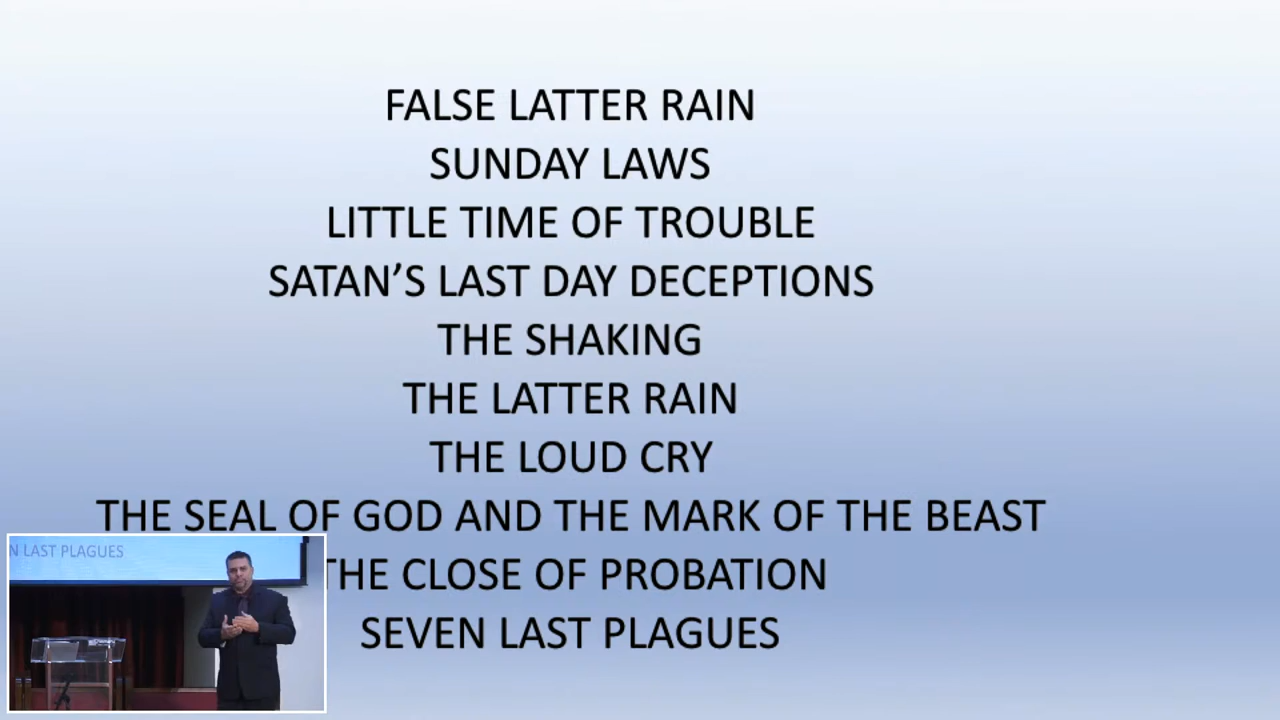 FALSE LATTER RAIN
SUNDAY LAWS
LITTLE TIME OF TROUBLE
SATAN’S LAST DAY DECEPTIONS
THE SHAKING
THE LATTER RAIN
THE LOUD CRY
THE SEAL OF GOD AND THE MARK OF THE BEAST
THE CLOSE OF PROBATION
SEVEN LAST PLAGUES
N LAST PLAGUES